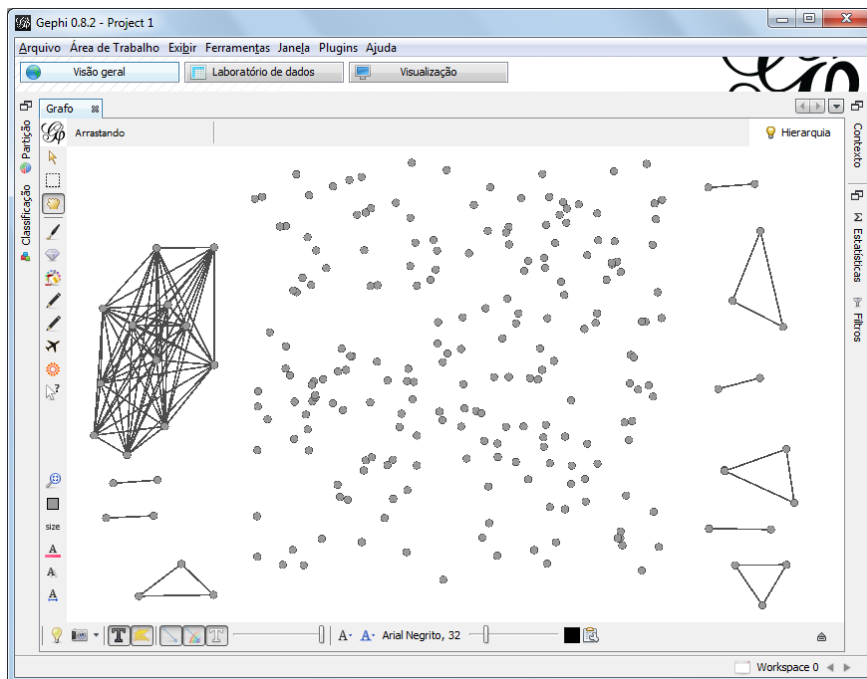 Gephi 0.8.2 - Project 1
Arquivo Área de Trabalho Exibir Ferramentas Janela Plugins Ajuda
Visão geral Laboratório de dados Visualização
Grafo
Arrastando
Hierarquia
Partição
Classificação
Contexto
Σ Estatísticas
Filtros
size
A
A
A
T T A- A- Arial Negrito, 32
Workspace 0